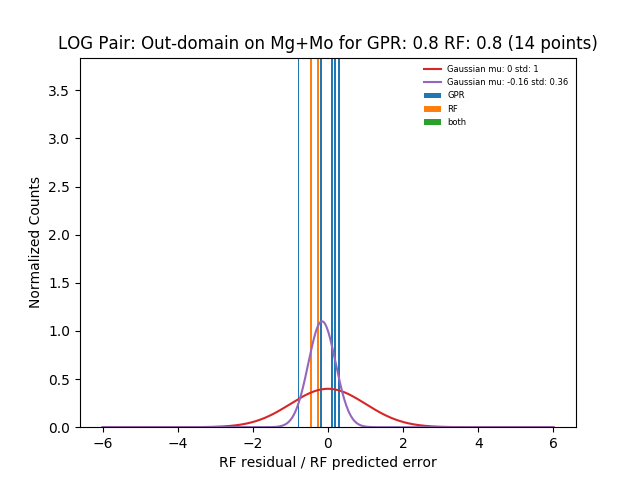 LOG Pair: Out-domain on Mg+Mo for GPR: 0.8 RF: 0.8 (14 points)
Gaussian mu: 0 std: 1
Gaussian mu: -0.16 std: 0.36
GPR
RF
both
Normalized Counts
3.5
3.0
2.5
2.0
1.5
1.0
0.5
0.0
−6 −4 −2 0 2 4 6
RF residual / RF predicted error